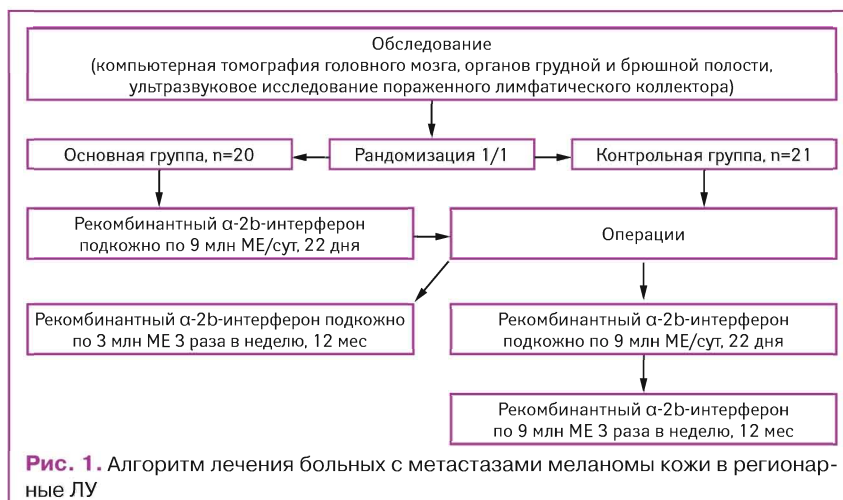 Обследование
(компьютерная томография головного мозга, органов грудной и брюшной полости,
ультразвуковое исследование пораженного лимфатического коллектора)
Основная группа, n=20
Рандомизация 1/1
Контрольная группа, n=21
Рекомбинантный α-2b-интерферон
подкожно по 9 млн МЕ/сут, 22 дня
Операции
Рекомбинантный α-2b-интерферон подкожно
по 3 млн МЕ 3 раза в неделю, 12 мес
Рекомбинантный α-2b-интерферон
подкожно по 9 млн МЕ/сут, 22 дня
Рекомбинантный α-2b-интерферон
по 9 млн МЕ 3 раза в неделю, 12 мес
Рис. 1. Алгоритм лечения больных с метастазами меланомы кожи в регионар-
ные ЛУ